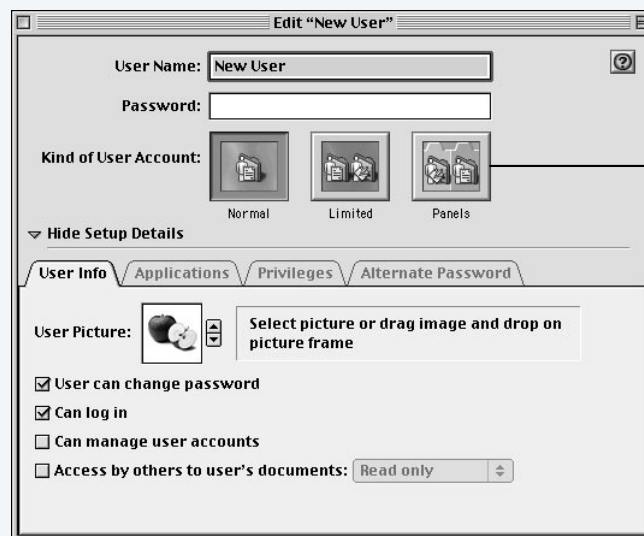 Edit “New User”
User Name: New User
Password:
Kind of User Account:
Normal Limited Panels
Hide Setup Details
User Info Applications Privileges Alternate Password
User Picture:
Select picture or drag image and drop on
picture frame
User can change password
Can log in
Can manage user accounts
Access by others to user’s documents: Read only